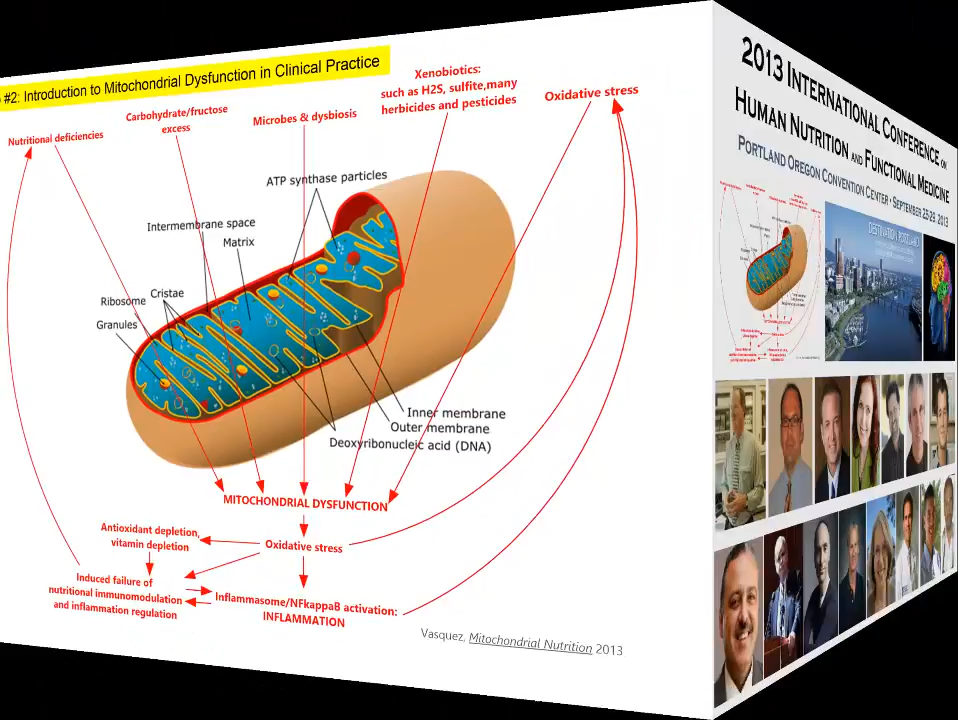 #2: Introduction to Mitochondrial Dysfunction in Clinical Practice
Nutritional deficiencies
Carbohydrate/fructose
excess
Microbes & dysbiosis
Xenobiotics:
such as H2S, sulfite,many
herbicides and pesticides
Oxidative stress
ATP synthase particles
Intermembrane space
Matrix
Cristae
Ribosome
Granules
Inner membrane
Outer membrane
Deoxyribonucleic acid (DNA)
MITOCHONDRIAL DYSFUNCTION
Antioxidant depletion,
vitamin depletion
Oxidative stress
Induced failure of
nutritional immunomodulation
and inflammation regulation
Inflammasome/NFkappaB activation:
INFLAMMATION
Vasquez, Mitochondrial Nutrition 2013
2013 INTERNATIONAL CONFERENCE ON
HUMAN NUTRITION AND FUNCTIONAL MEDICINE
PORTLAND OREGON CONVENTION CENTER • SEPTEMBER 25-29, 2013
DESTINATION PORTLAND